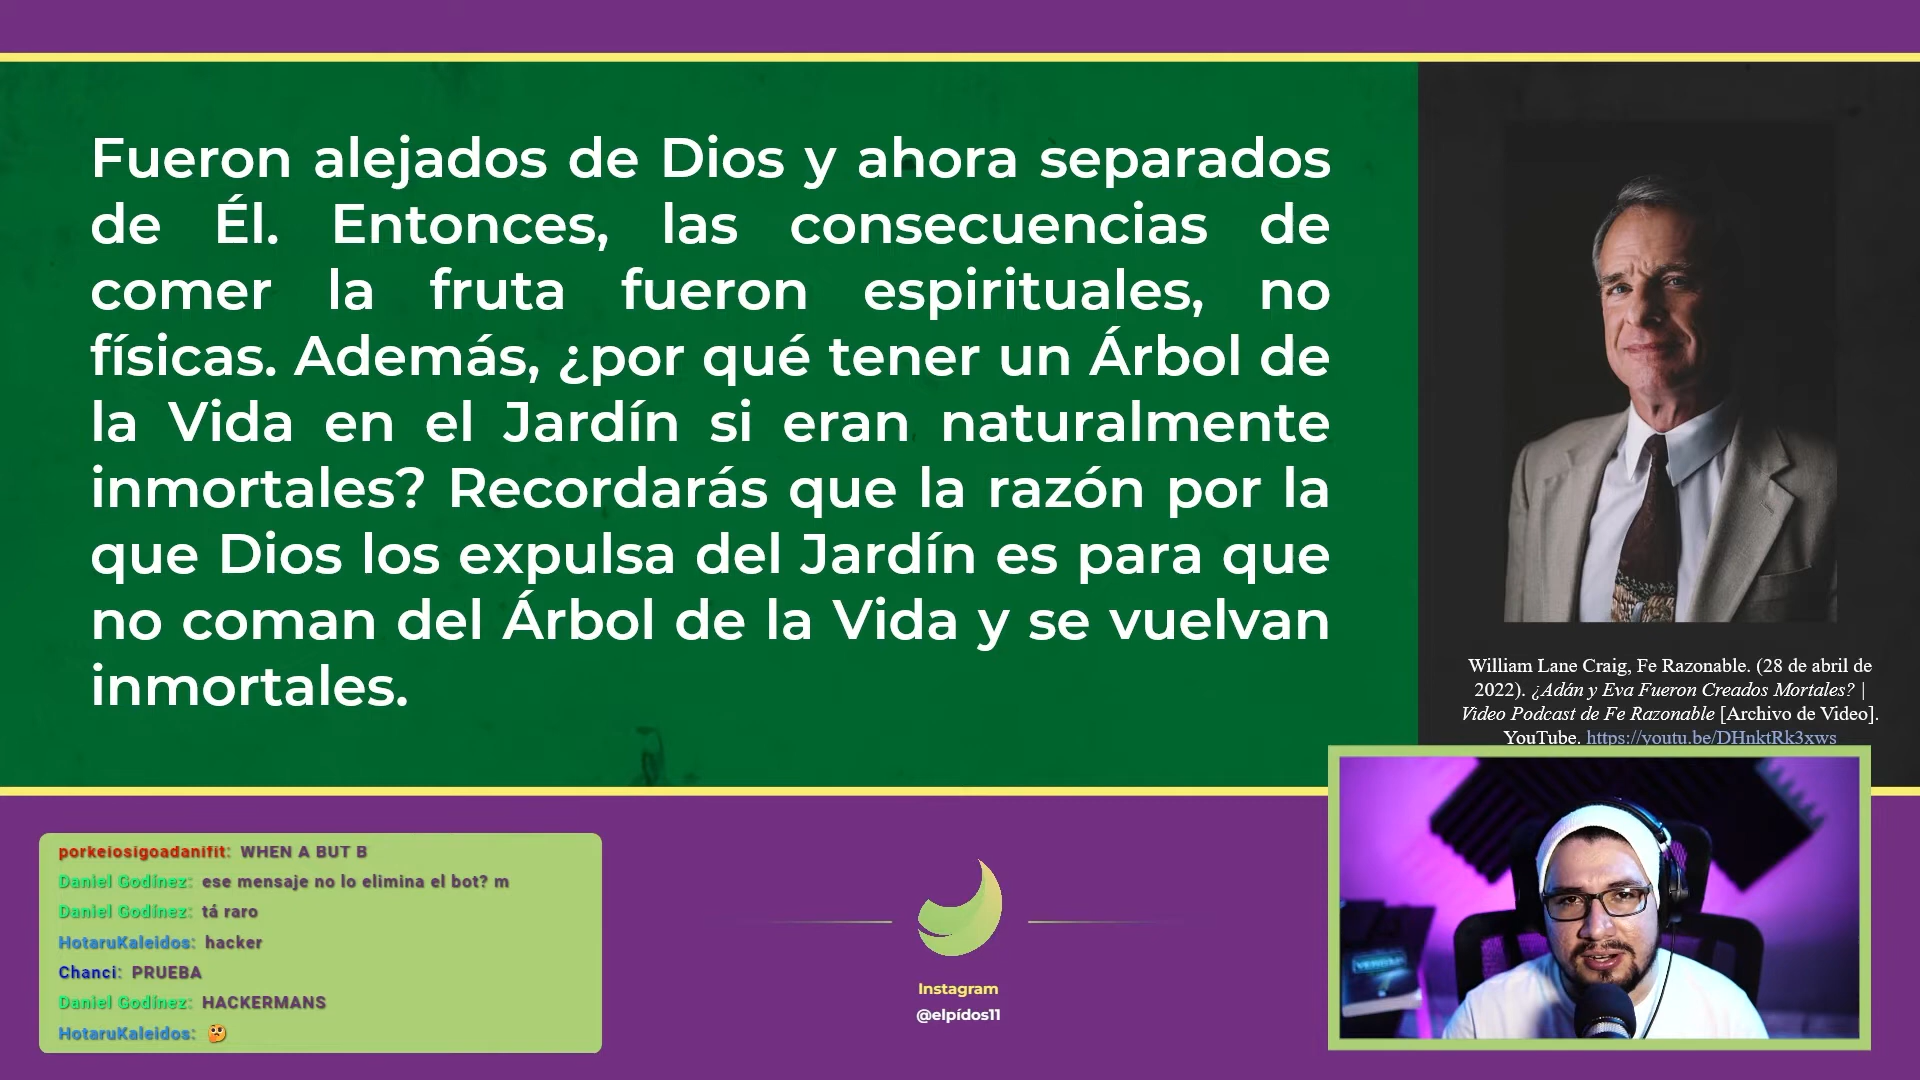 Fueron alejados de Dios y ahora separados
de Él. Entonces, las consecuencias de
comer la fruta fueron espirituales, no
físicas. Además, ¿por qué tener un Árbol de
la Vida en el Jardín si eran naturalmente
inmortales? Recordarás que la razón por la
que Dios los expulsa del Jardín es para que
no coman del Árbol de la Vida y se vuelvan
inmortales.
William Lane Craig, Fe Razonable. (28 de abril de
2022). ¿Adán y Eva Fueron Creados Mortales? |
Video Podcast de Fe Razonable [Archivo de Video].
YouTube. https://youtu.be/DHnktRk3xws
porkeiosigoadanifit: WHEN A BUT B
Daniel Godínez: ese mensaje no lo elimina el bot? m
Daniel Godínez: tá raro
HotaruKaleidos: hacker
Chanci: PRUEBA
Daniel Godínez: HACKERMANS
HotaruKaleidos: 🤔
Instagram
@elpídos11